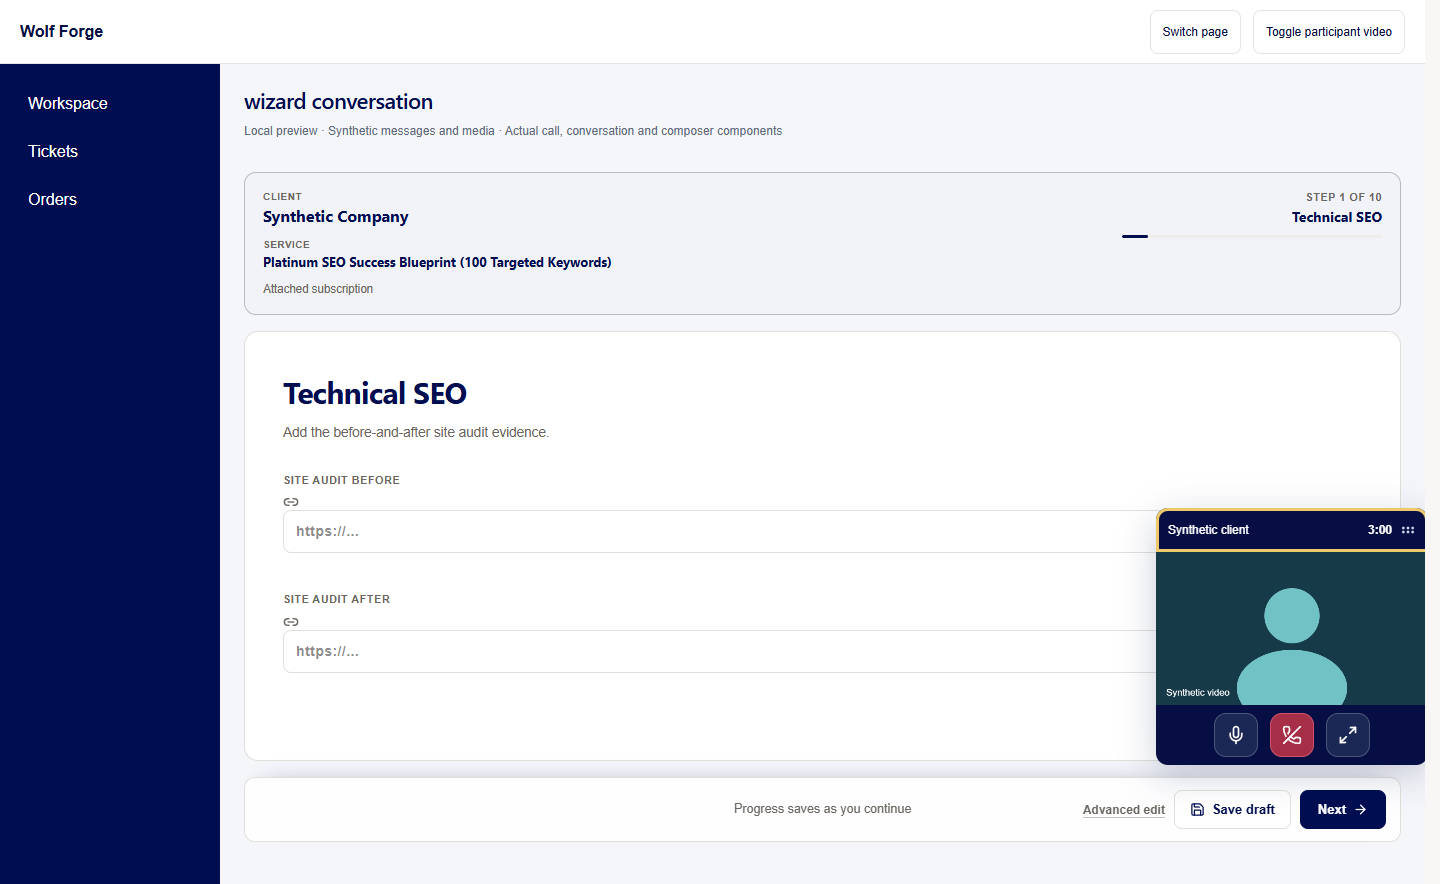 Wolf Forge
Switch page
Toggle participant video
Workspace
Tickets
Orders
wizard conversation
Local preview · Synthetic messages and media · Actual call, conversation and composer components
CLIENT
Synthetic Company
SERVICE
Platinum SEO Success Blueprint (100 Targeted Keywords)
Attached subscription
STEP 1 OF 10
Technical SEO
Technical SEO
Add the before-and-after site audit evidence.
SITE AUDIT BEFORE
https://...
SITE AUDIT AFTER
https://...
Synthetic client
3:00
Synthetic video
Progress saves as you continue
Advanced edit
Save draft
Next